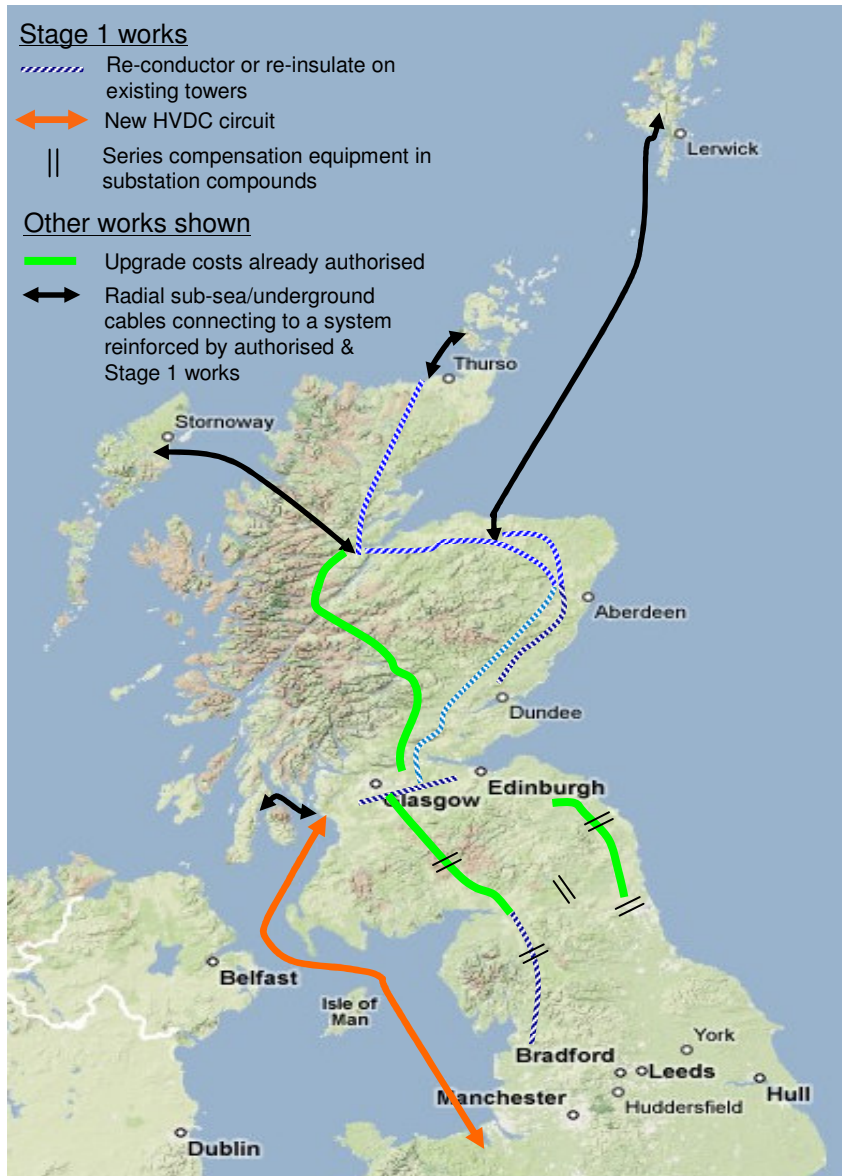 Stage 1 works
Re-conductor or re-insulate on
existing towers
New HVDC circuit
Series compensation equipment in
substation compounds
Other works shown
Upgrade costs already authorised
Radial sub-sea/underground
cables connecting to a system
reinforced by authorised &
Stage 1 works
Lerwick
Thurso
Stornoway
Aberdeen
Dundee
Edinburgh
Glasgow
Belfast
Isle of
Man
York
Bradford
Leeds
Hull
Manchester
Huddersfield
Dublin